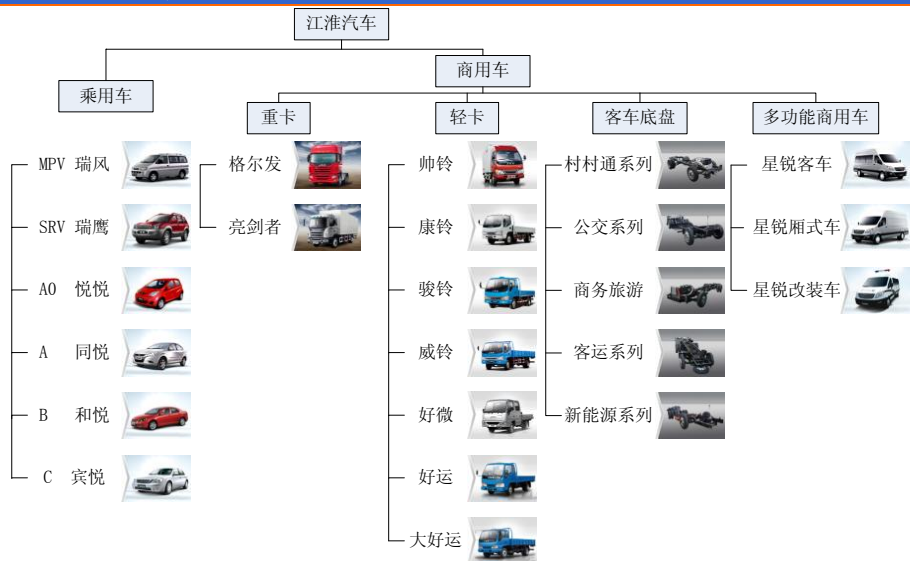 江淮汽车
乘用车
商用车
重卡
轻卡
客车底盘
多功能商用车
MPV 瑞风
SRV 瑞鹰
A0 悦悦
A 同悦
B 和悦
C 宾悦
格尔发
亮剑者
帅铃
康铃
骏铃
威铃
好微
好运
大好运
村村通系列
公交系列
商务旅游
客运系列
新能源系列
星锐客车
星锐厢式车
星锐改装车